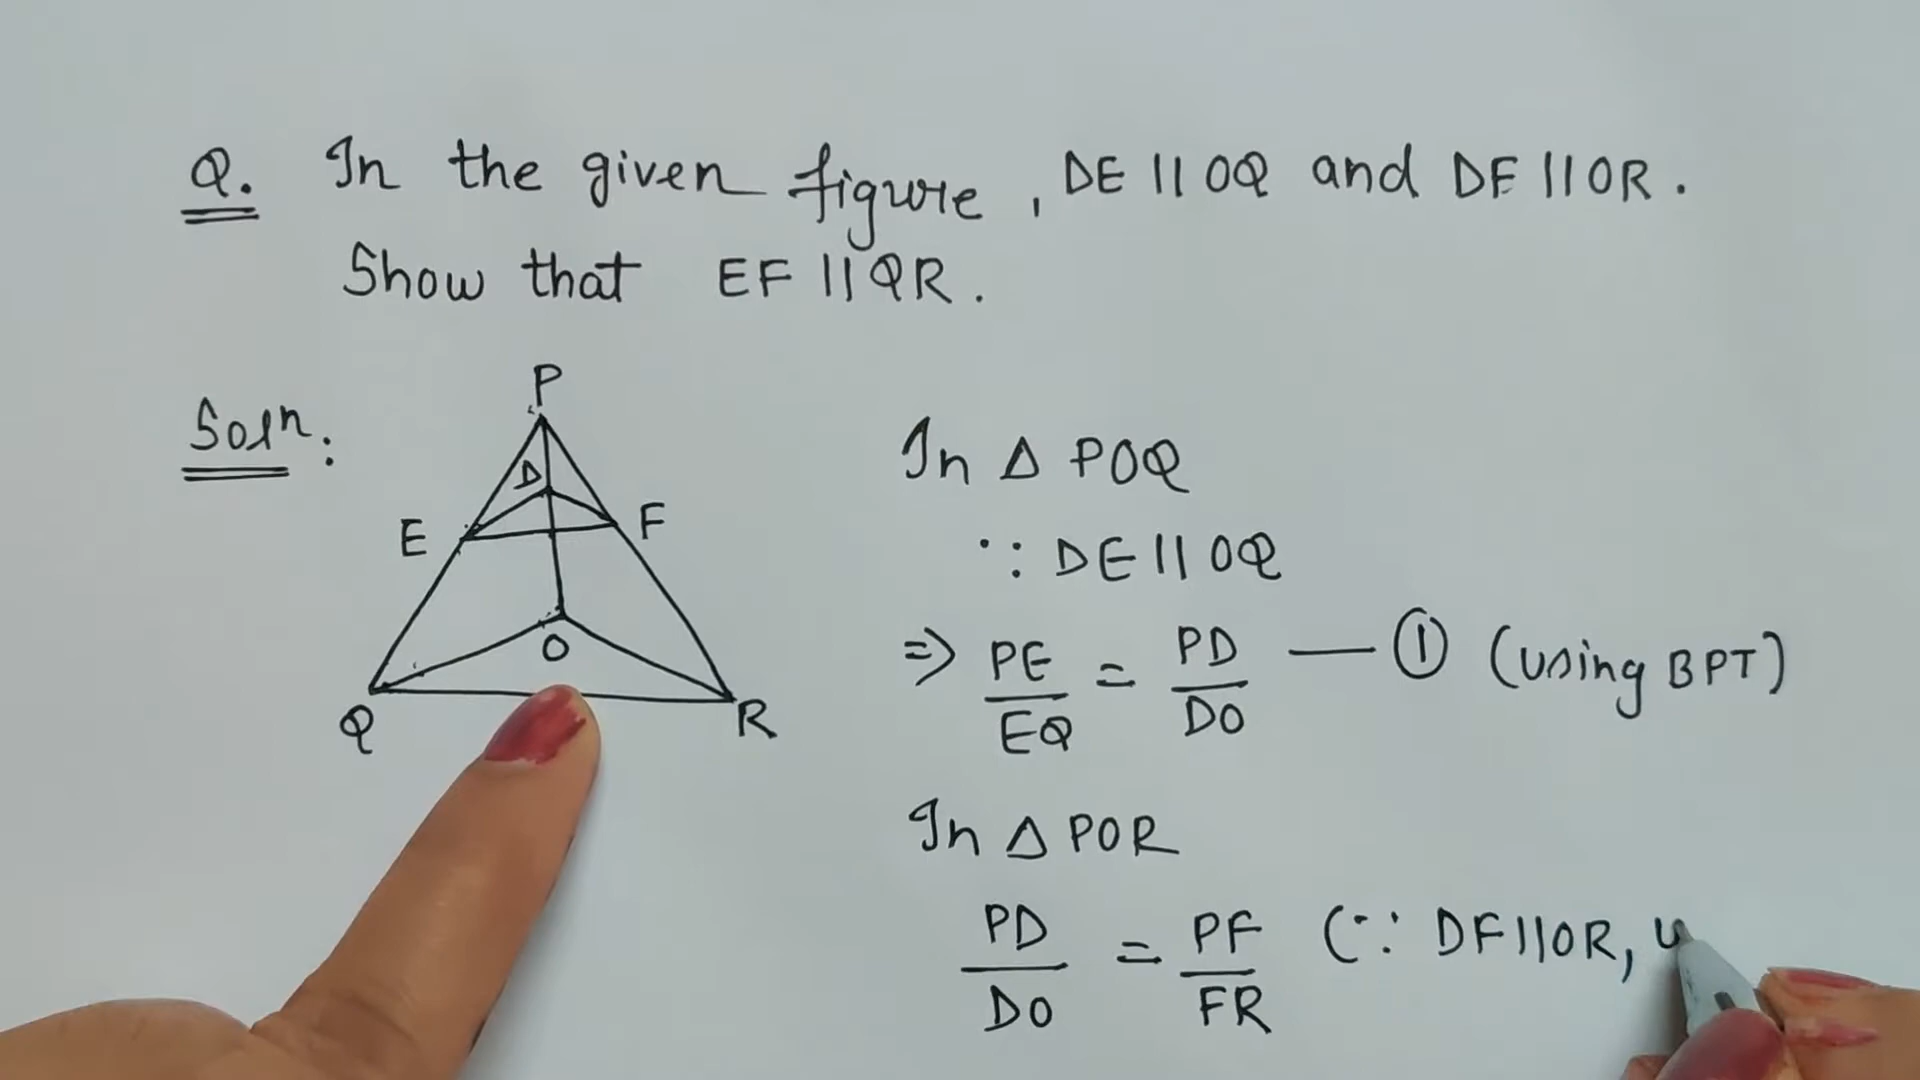 Q. In the given figure, DE || OQ and DF || OR.
Show that EF || QR.
Solⁿ:
P
D
E
F
O
Q
R
In Δ POQ
∵ DE || OQ
⇒ PE/EQ = PD/DO — ① (using BPT)
In Δ POR
PD/DO = PF/FR (∵ DF || OR, u